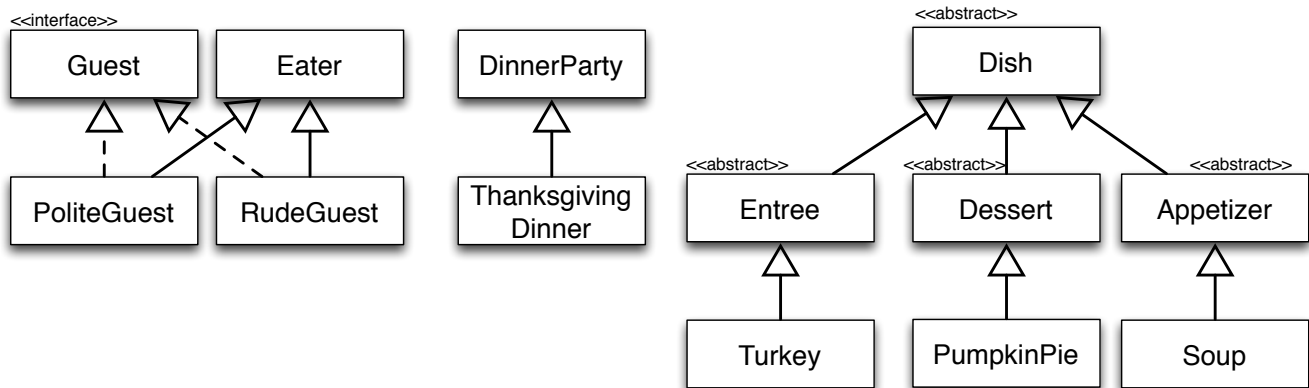 <<interface>>
Guest
Eater
DinnerParty
<<abstract>>
Dish
PoliteGuest
RudeGuest
Thanksgiving
Dinner
<<abstract>>
Entree
<<abstract>>
Dessert
<<abstract>>
Appetizer
Turkey
PumpkinPie
Soup